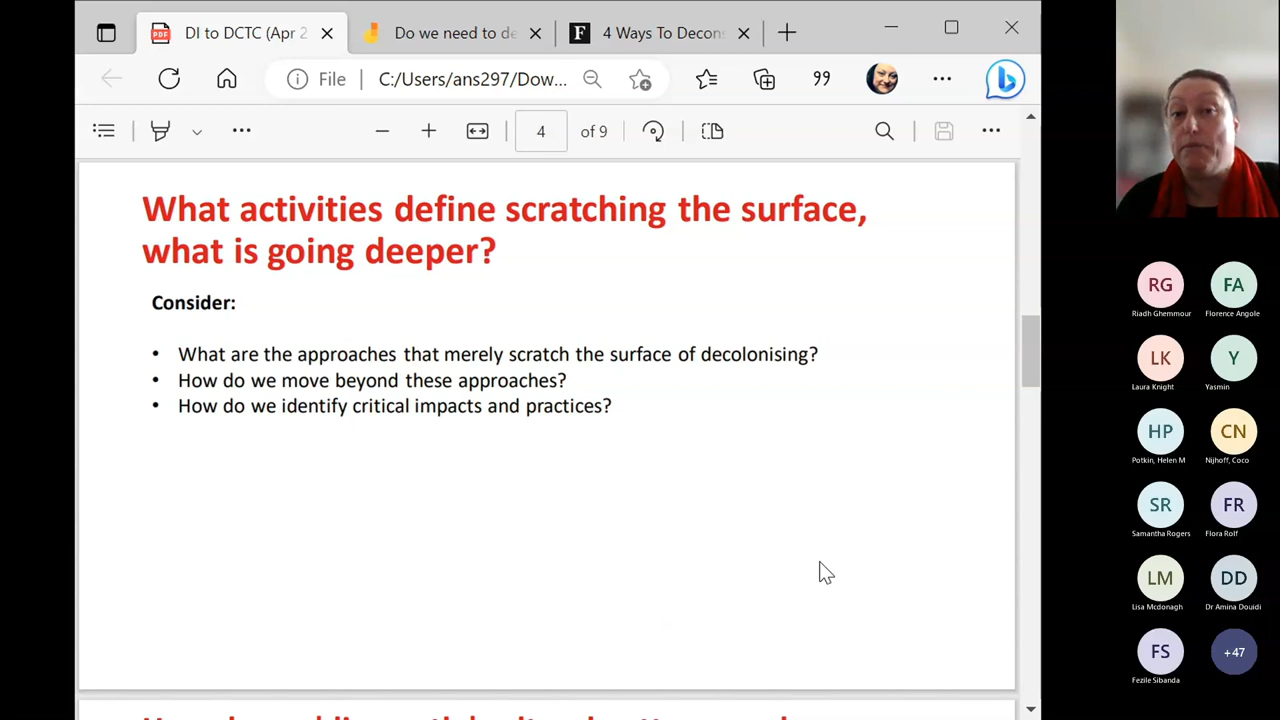 DI to DCTC (Apr 2
Do we need to de
F
4 Ways To Decons
File
C:/Users/ans297/Dow...
99
4
of 9
What activities define scratching the surface,
what is going deeper?
Consider:
• What are the approaches that merely scratch the surface of decolonising?
• How do we move beyond these approaches?
• How do we identify critical impacts and practices?
RG
FA
Riadh Ghemmour
Florence Angole
LK
Y
Laura Knight
Yasmin
HP
CN
Potkin, Helen M
Nijhoff, Coco
SR
FR
Samantha Rogers
Flora Rolf
LM
DD
Lisa Mcdonagh
Dr Amina Douidi
FS
+47
Fezile Sibanda